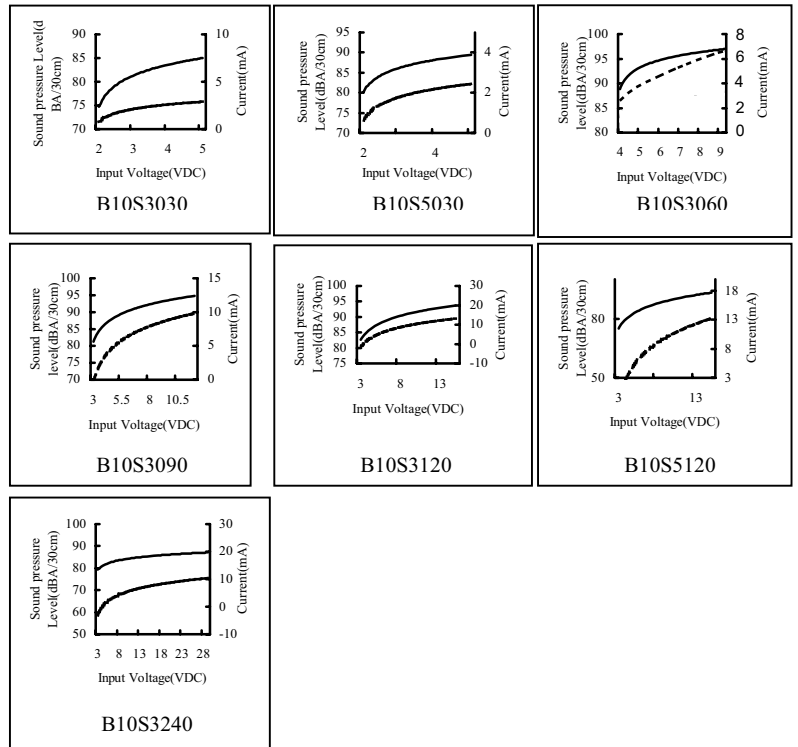 Sound pressure Level(d
BA/30cm)
90
85
80
75
70
10
5
0
Current(mA)
2 3 4 5
Input Voltage(VDC)
B10S3030
Sound pressure
Level(dBA/30cm)
95
90
85
80
75
70
4
2
0
Current(mA)
2 4
Input Voltage(VDC)
B10S5030
Sound pressure
level(dBA/30cm)
100
95
90
85
80
8
6
4
2
0
Current(mA)
4 5 6 7 8 9
Input Voltage(VDC)
B10S3060
Sound pressure
level(dBA/30cm)
100
95
90
85
80
75
70
15
10
5
0
Current(mA)
3 5.5 8 10.5
Input Voltage(VDC)
B10S3090
Sound pressure
Level(dBA/30cm)
100
95
90
85
80
75
30
20
10
0
-10
Current(mA)
3 8 13
Input Voltage(VDC)
B10S3120
Sound pressure
Level(dBA/30cm)
80
50
18
13
8
3
Current(mA)
3 13
Input Voltage(VDC)
B10S5120
Sound pressure
Level(dBA/30cm)
100
90
80
70
60
50
30
20
10
0
-10
Current(mA)
3 8 13 18 23 28
Input Voltage(VDC)
B10S3240